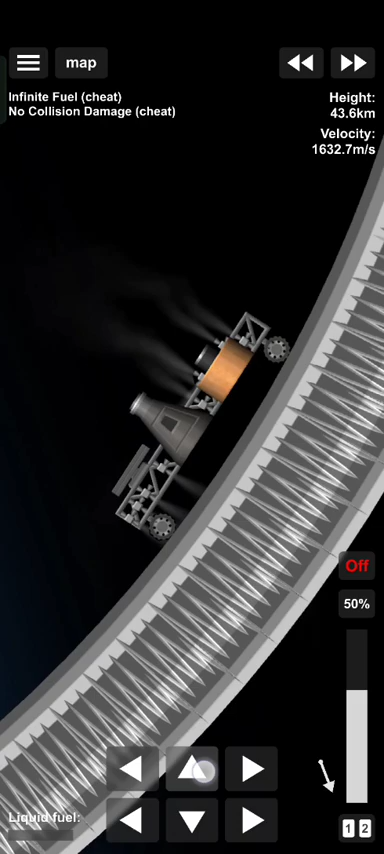 map
Infinite Fuel (cheat)
No Collision Damage (cheat)
Height:
43.6km
Velocity:
1632.7m/s
Off
50%
Liquid fuel:
1 2